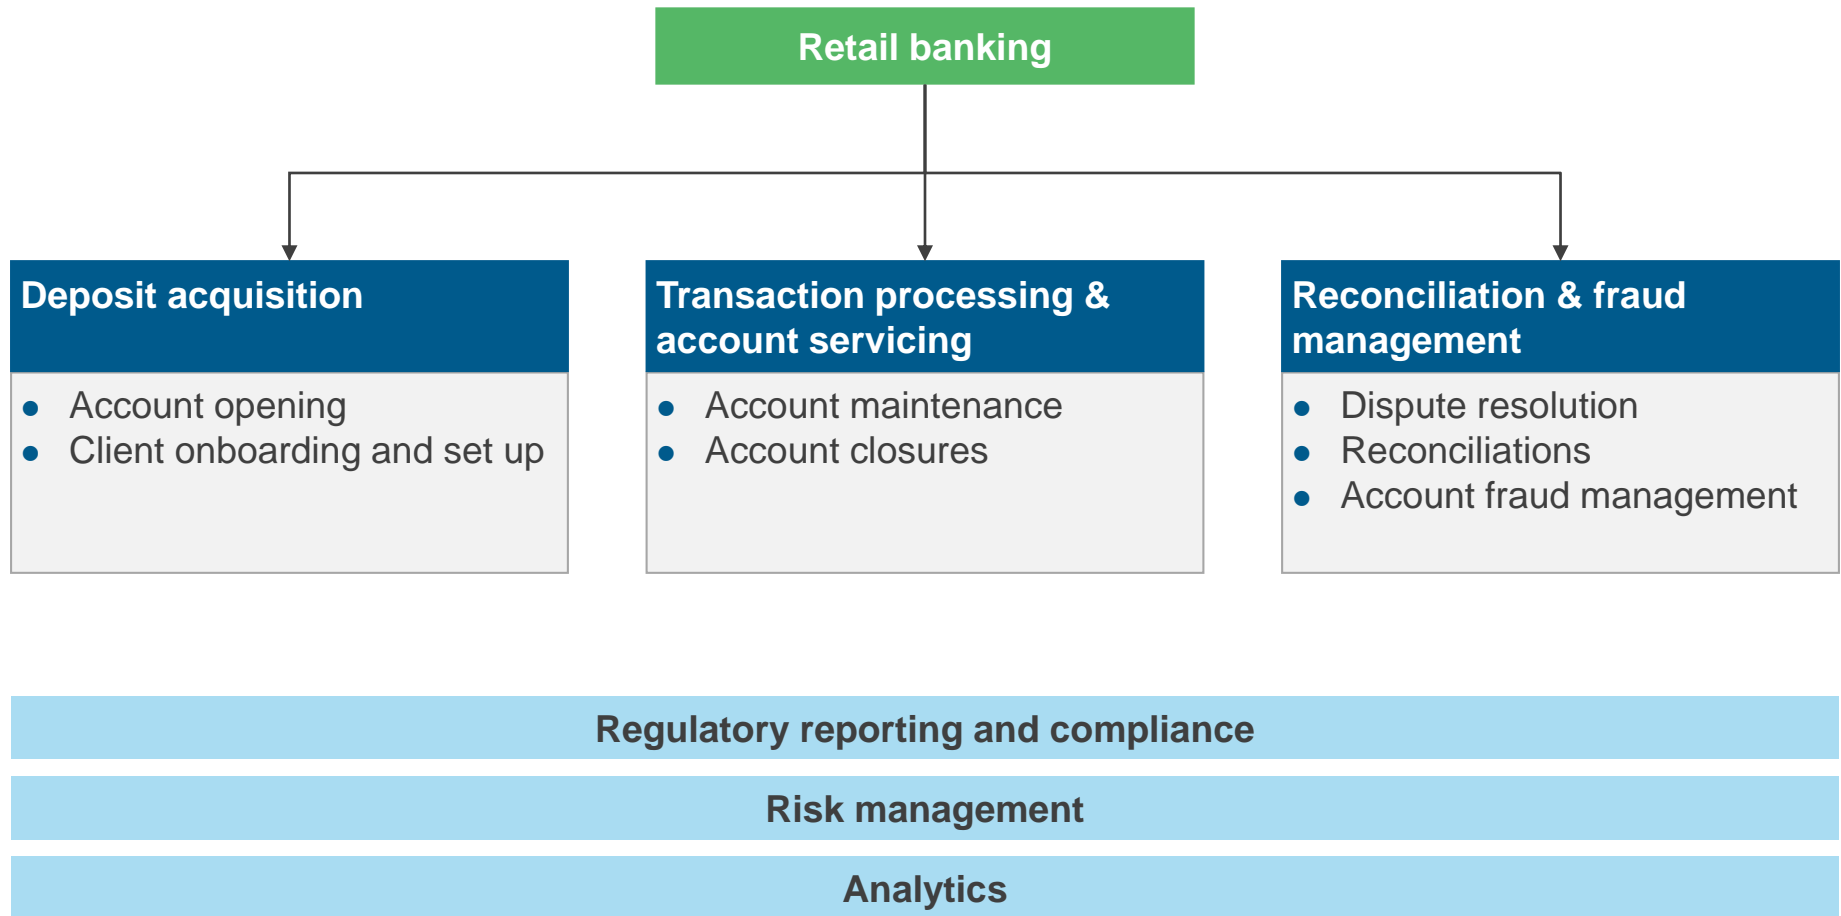 Retail banking
Deposit acquisition
● Account opening
● Client onboarding and set up
Transaction processing &
account servicing
● Account maintenance
● Account closures
Reconciliation & fraud
management
● Dispute resolution
● Reconciliations
● Account fraud management
Regulatory reporting and compliance
Risk management
Analytics